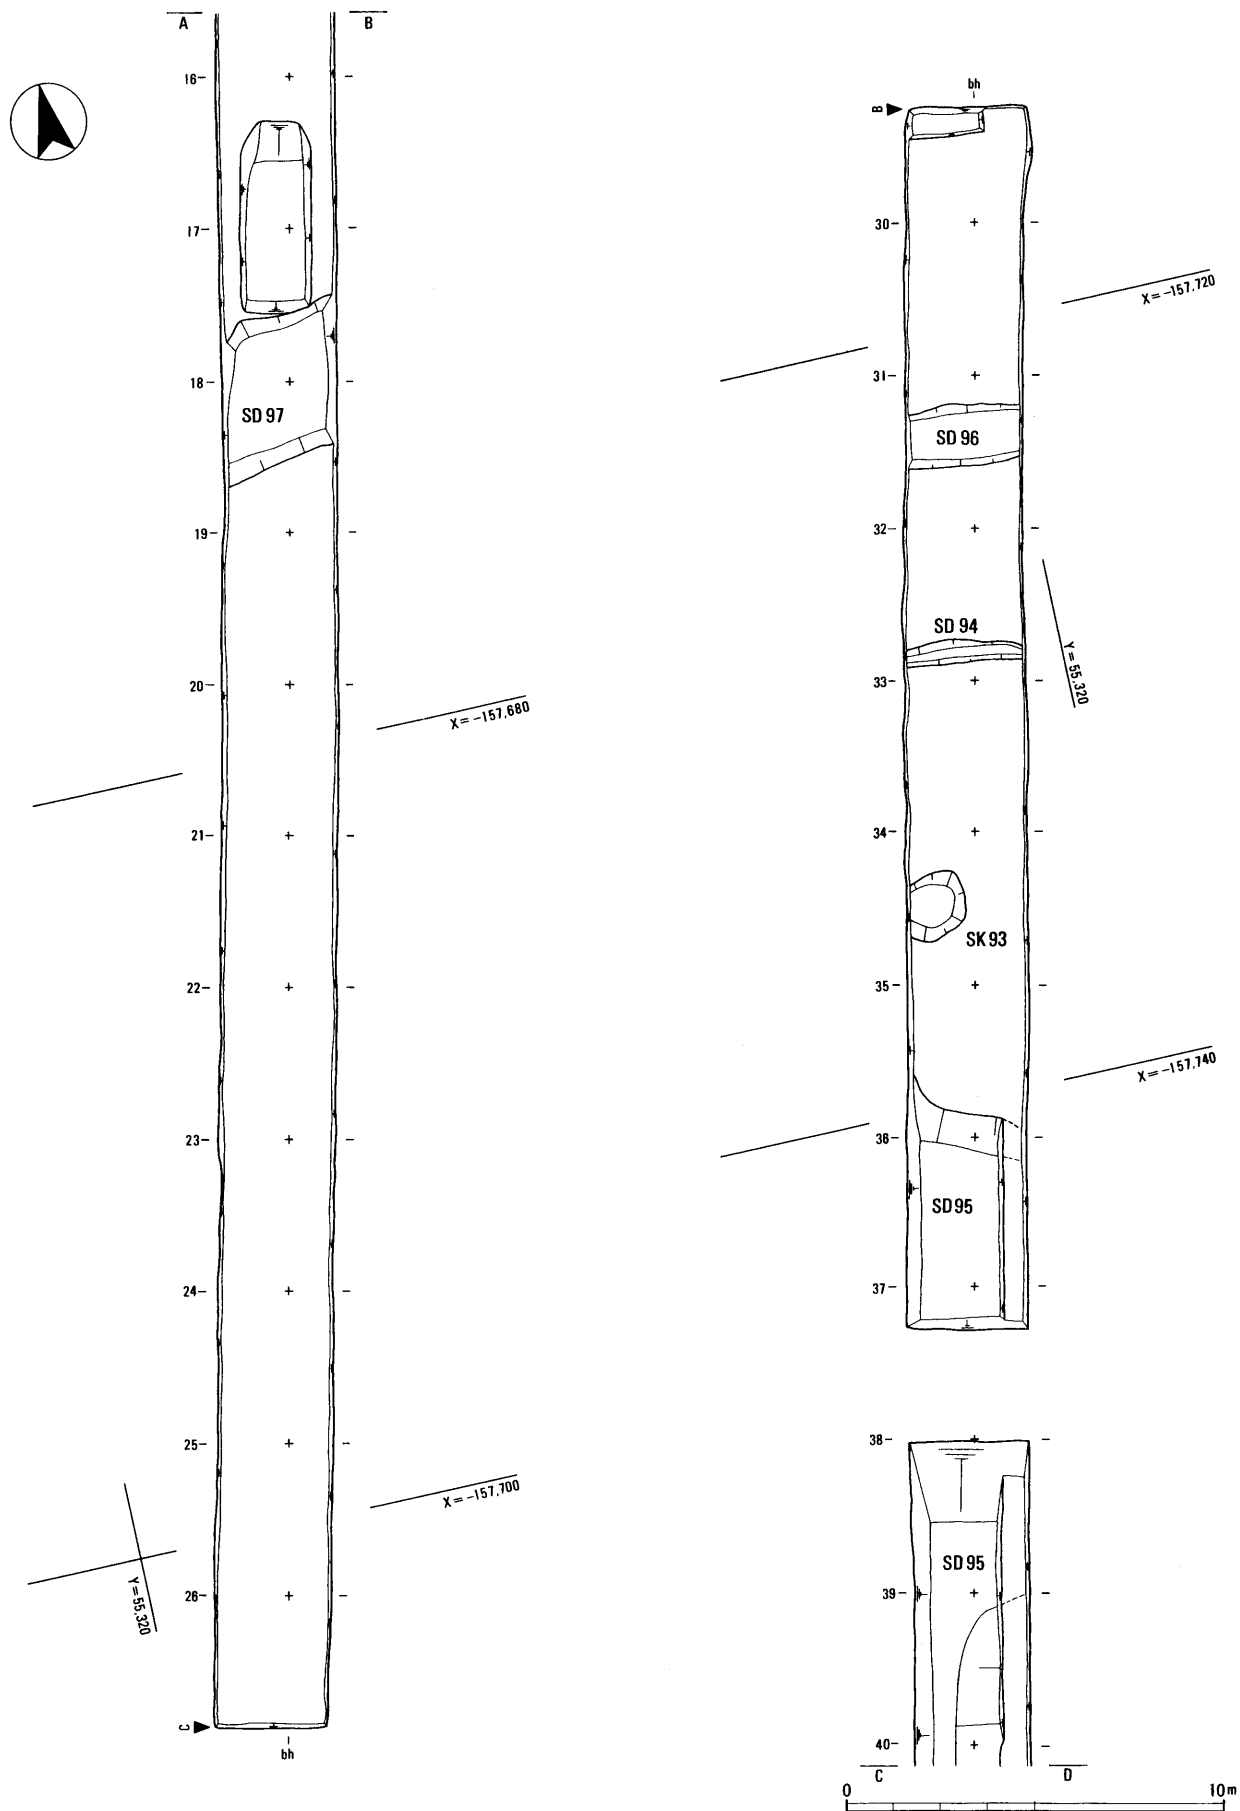 A B
16
17
18
SD 97
19
20
X = -157,680
21
22
23
24
25
X = -157,700
26
Y = 55,320
C
bh
bh
B
30
X = -157,720
31
SD 96
32
SD 94
Y = 55,320
33
34
SK 93
35
X = -157,740
36
SD 95
37
38
SD 95
39
40
C D
0 10m